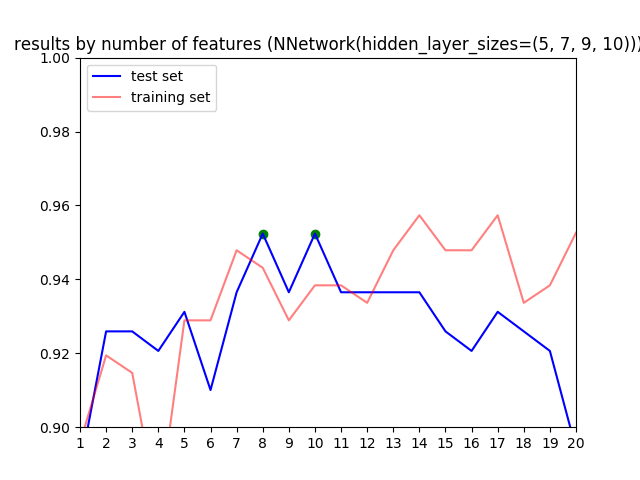 results by number of features (NNetwork(hidden_layer_sizes=(5, 7, 9, 10)))
1.00
test set
training set
0.98
0.96
0.94
0.92
0.90
1 2 3 4 5 6 7 8 9 10 11 12 13 14 15 16 17 18 19 20